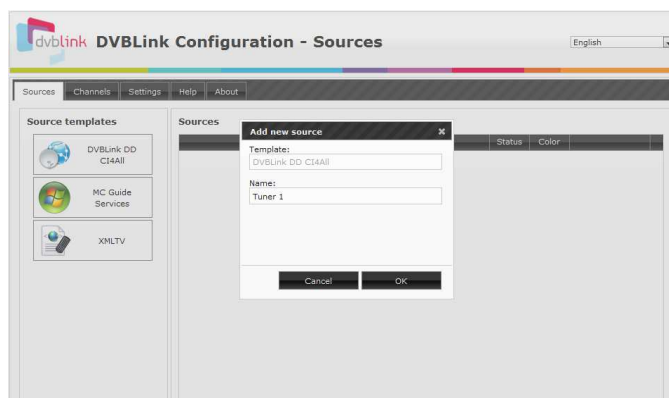 dvblink DVBLink Configuration - Sources
English
Sources Channels Settings Help About
Source templates
DVBLink DD
CI4All
MC Guide
Services
XMLTV
Sources
Status Color
Add new source
Template:
DVBLink DD CI4All
Name:
Tuner 1
Cancel OK